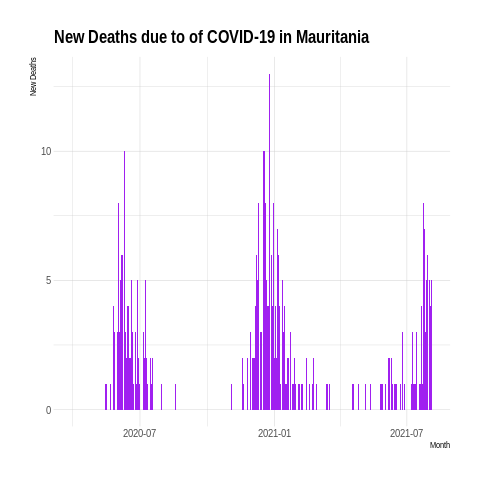 New Deaths due to of COVID-19 in Mauritania
New Deaths
10
5
0
2020-07
2021-01
2021-07
Month